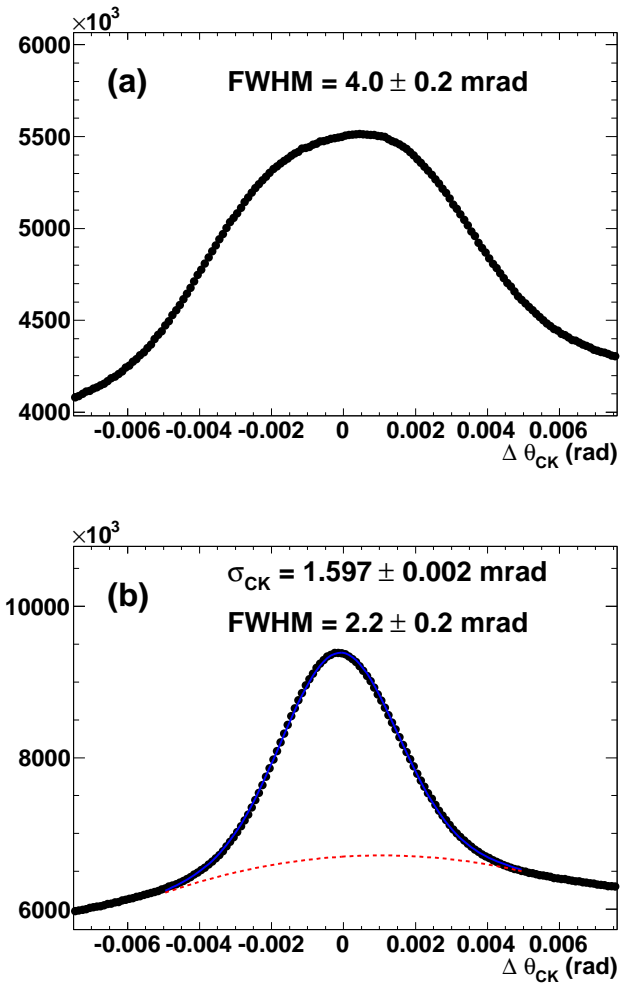 ×10³
6000
(a) FWHM = 4.0 ± 0.2 mrad
5500
5000
4500
4000
-0.006 -0.004 -0.002 0 0.002 0.004 0.006
Δ θ_CK (rad)
×10³
σ_CK = 1.597 ± 0.002 mrad
(b)
10000
FWHM = 2.2 ± 0.2 mrad
8000
6000
-0.006 -0.004 -0.002 0 0.002 0.004 0.006
Δ θ_CK (rad)